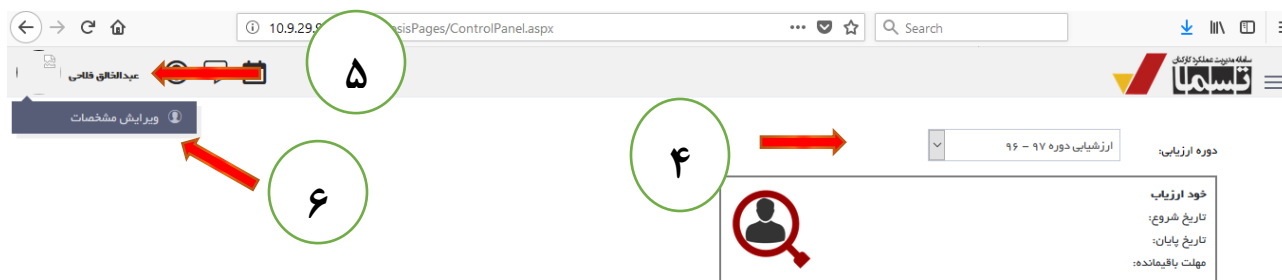 10.9.29.9
sisPages/ControlPanel.aspx
Search
سامانه مدیریت عملکرد کارکنان
تسما
عبدالخالق فلاحی
ویرایش مشخصات
۵
۶
۴
دوره ارزیابی:
ارزشیابی دوره ۹۷ - ۹۶
خود ارزیاب
تاریخ شروع:
تاریخ پایان:
مهلت باقیمانده: